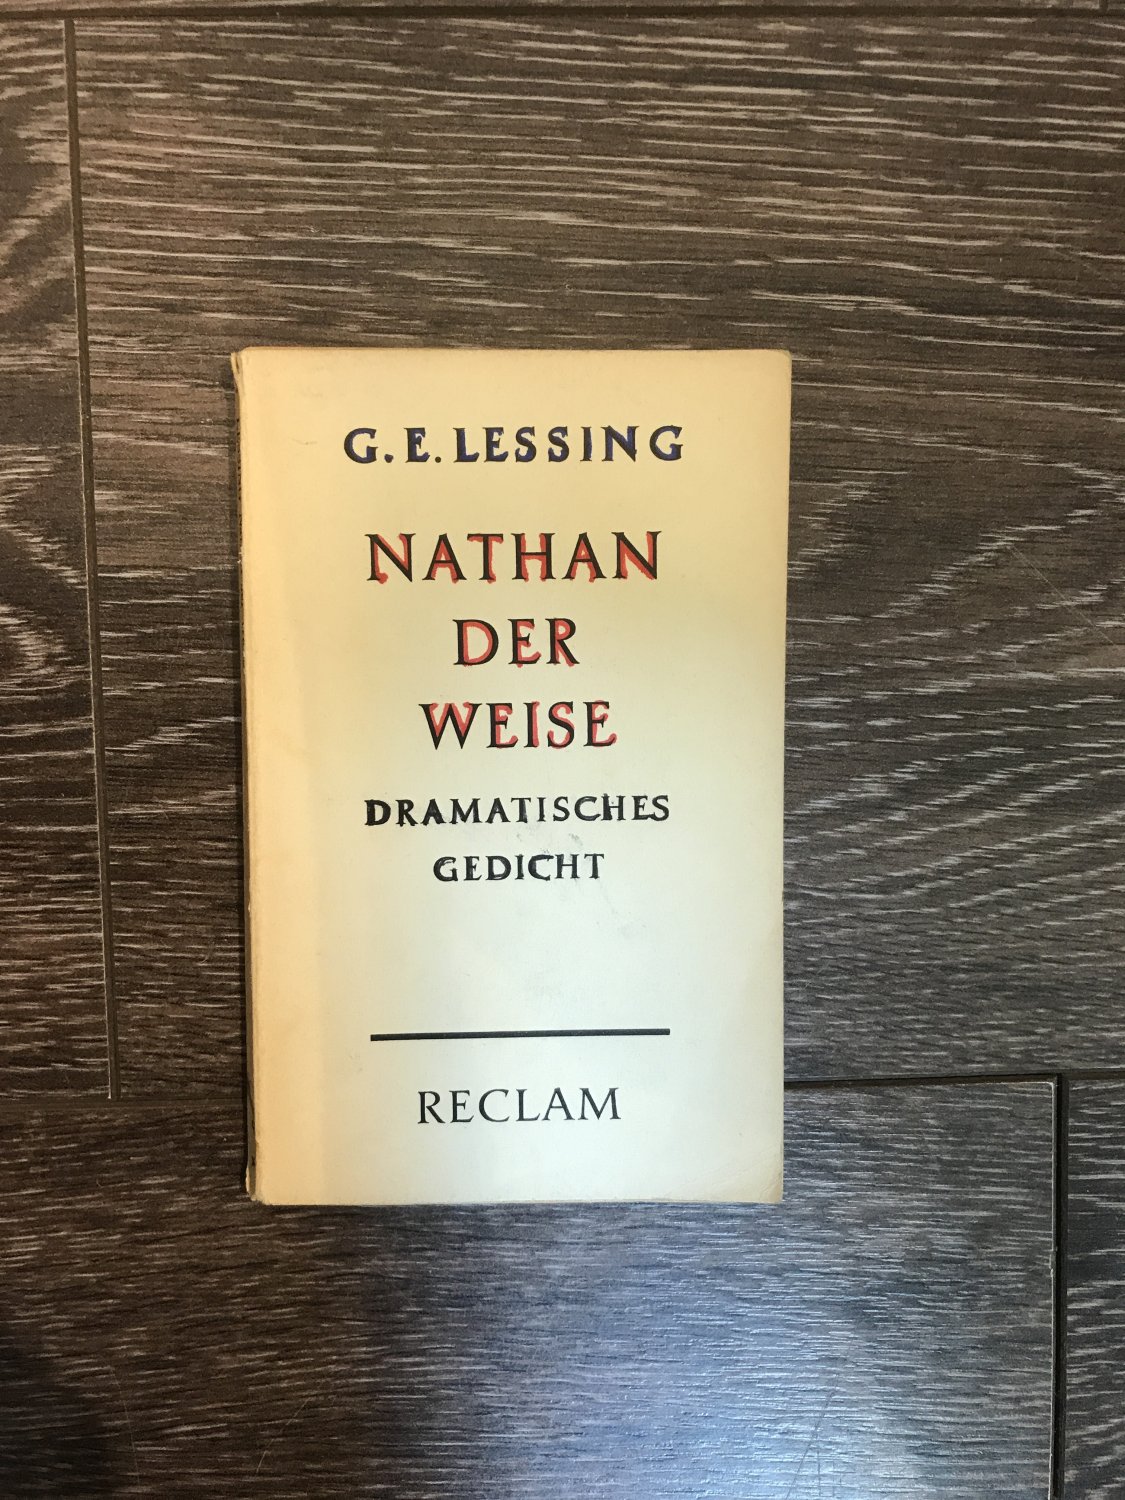 G. E. LESSING
NATHAN
DER
WEISE
DRAMATISCHES
GEDICHT
RECLAM